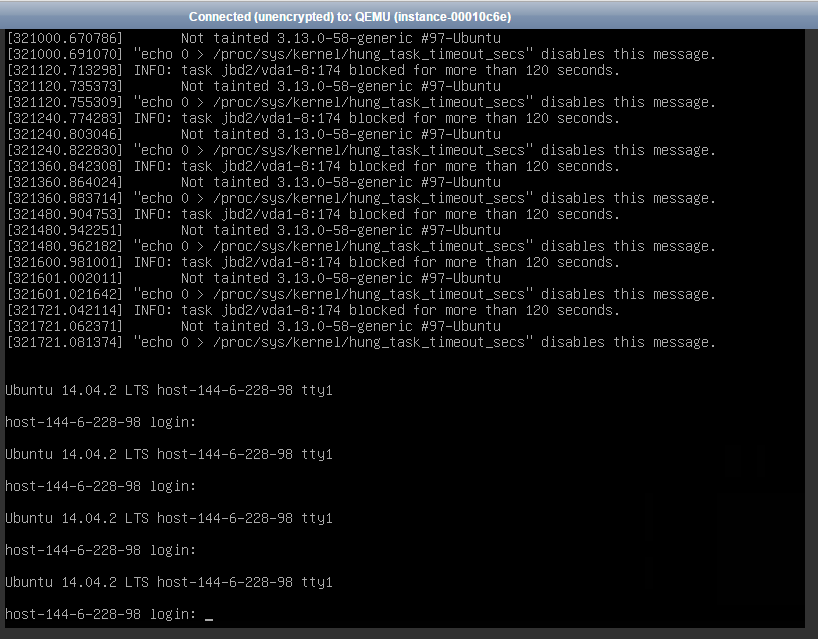 Connected (unencrypted) to: QEMU (instance-00010c6e)
[321000.670786]       Not tainted 3.13.0-58-generic #97-Ubuntu
[321000.691070] "echo 0 > /proc/sys/kernel/hung_task_timeout_secs" disables this message.
[321120.713298] INFO: task jbd2/vda1-8:174 blocked for more than 120 seconds.
[321120.735373]       Not tainted 3.13.0-58-generic #97-Ubuntu
[321120.755309] "echo 0 > /proc/sys/kernel/hung_task_timeout_secs" disables this message.
[321240.774283] INFO: task jbd2/vda1-8:174 blocked for more than 120 seconds.
[321240.803046]       Not tainted 3.13.0-58-generic #97-Ubuntu
[321240.822830] "echo 0 > /proc/sys/kernel/hung_task_timeout_secs" disables this message.
[321360.842308] INFO: task jbd2/vda1-8:174 blocked for more than 120 seconds.
[321360.864024]       Not tainted 3.13.0-58-generic #97-Ubuntu
[321360.883714] "echo 0 > /proc/sys/kernel/hung_task_timeout_secs" disables this message.
[321480.904753] INFO: task jbd2/vda1-8:174 blocked for more than 120 seconds.
[321480.942251]       Not tainted 3.13.0-58-generic #97-Ubuntu
[321480.962182] "echo 0 > /proc/sys/kernel/hung_task_timeout_secs" disables this message.
[321600.981001] INFO: task jbd2/vda1-8:174 blocked for more than 120 seconds.
[321601.002011]       Not tainted 3.13.0-58-generic #97-Ubuntu
[321601.021642] "echo 0 > /proc/sys/kernel/hung_task_timeout_secs" disables this message.
[321721.042114] INFO: task jbd2/vda1-8:174 blocked for more than 120 seconds.
[321721.062371]       Not tainted 3.13.0-58-generic #97-Ubuntu
[321721.081374] "echo 0 > /proc/sys/kernel/hung_task_timeout_secs" disables this message.
Ubuntu 14.04.2 LTS host-144-6-228-98 tty1
host-144-6-228-98 login:
Ubuntu 14.04.2 LTS host-144-6-228-98 tty1
host-144-6-228-98 login:
Ubuntu 14.04.2 LTS host-144-6-228-98 tty1
host-144-6-228-98 login:
Ubuntu 14.04.2 LTS host-144-6-228-98 tty1
host-144-6-228-98 login: _